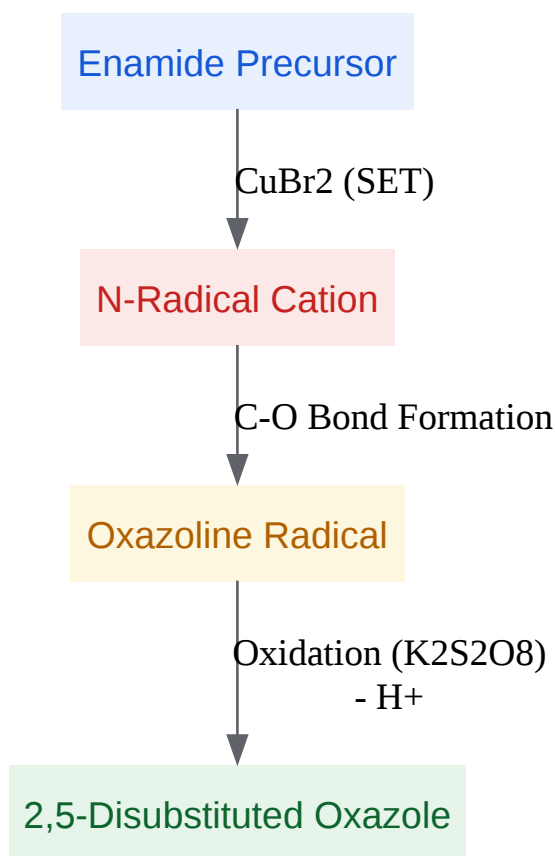 Enamide Precursor
CuBr2 (SET)
N-Radical Cation
C-O Bond Formation
Oxazoline Radical
Oxidation (K2S2O8)
- H+
2,5-Disubstituted Oxazole